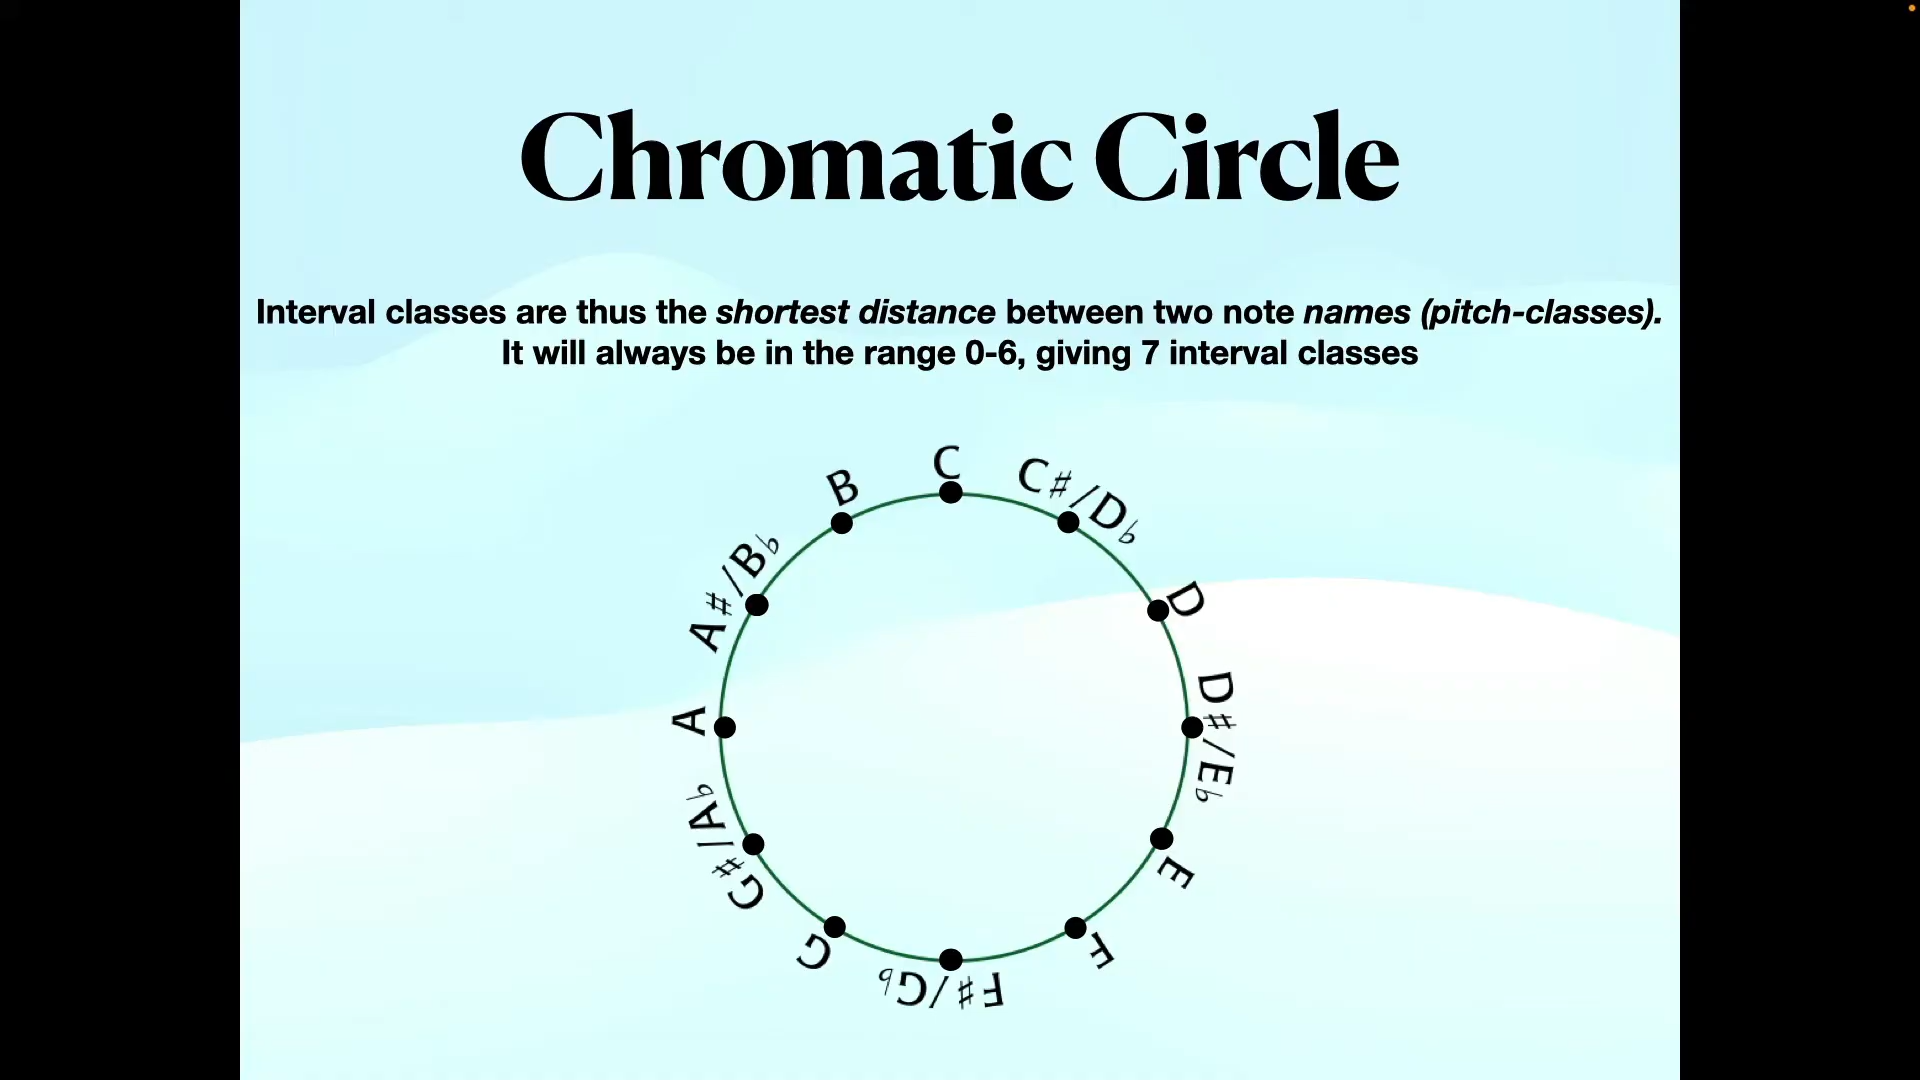 Chromatic Circle
Interval classes are thus the shortest distance between two note names (pitch-classes).
It will always be in the range 0-6, giving 7 interval classes
C
C♯/D♭
D
D♯/E♭
E
F
F♯/G♭
G
G♯/A♭
A
A♯/B♭
B